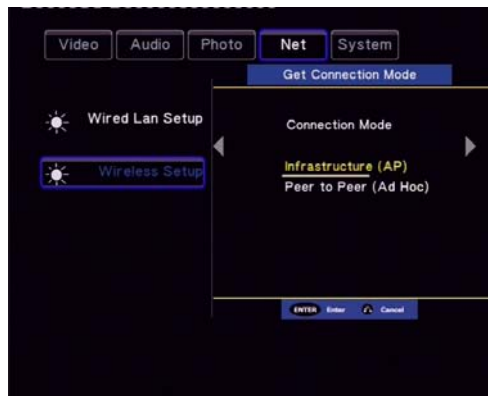 Video Audio Photo Net System
Get Connection Mode
Wired Lan Setup
Connection Mode
Wireless Setup
Infrastructure (AP)
Peer to Peer (Ad Hoc)
ENTER Enter Cancel